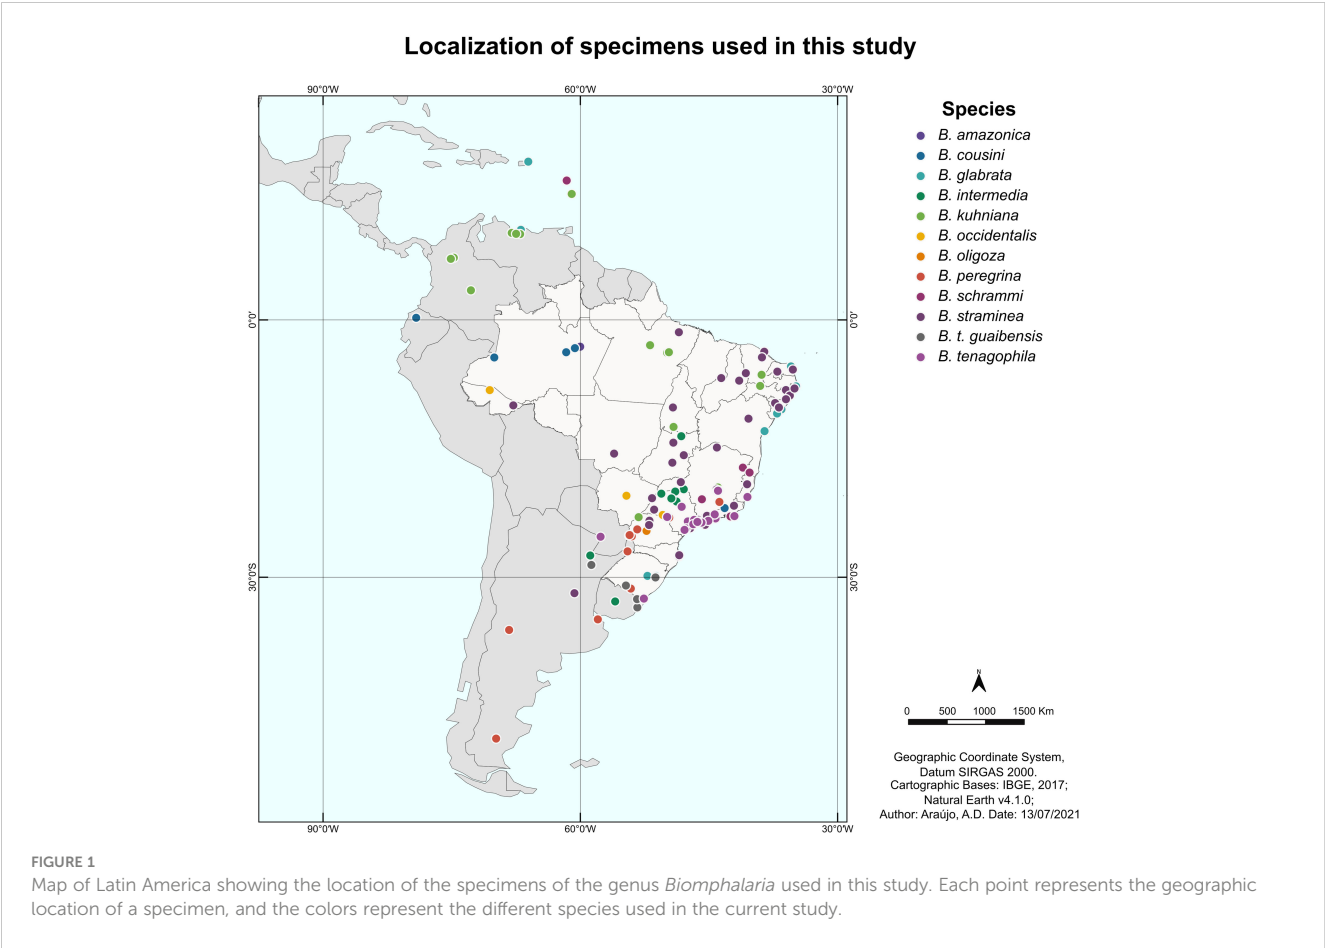 Localization of specimens used in this study
90°0'W
60°0'W
30°0'W
0°0'
0°0'
30°0'S
30°0'S
90°0'W
60°0'W
30°0'W
Species
B. amazonica
B. cousini
B. glabrata
B. intermedia
B. kuhniana
B. occidentalis
B. oligoza
B. peregrina
B. schrammi
B. straminea
B. t. guaibensis
B. tenagophila
N
0 500 1000 1500 Km
Geographic Coordinate System,
Datum SIRGAS 2000.
Cartographic Bases: IBGE, 2017;
Natural Earth v4.1.0;
Author: Araújo, A.D. Date: 13/07/2021
FIGURE 1
Map of Latin America showing the location of the specimens of the genus Biomphalaria used in this study. Each point represents the geographic
location of a specimen, and the colors represent the different species used in the current study.